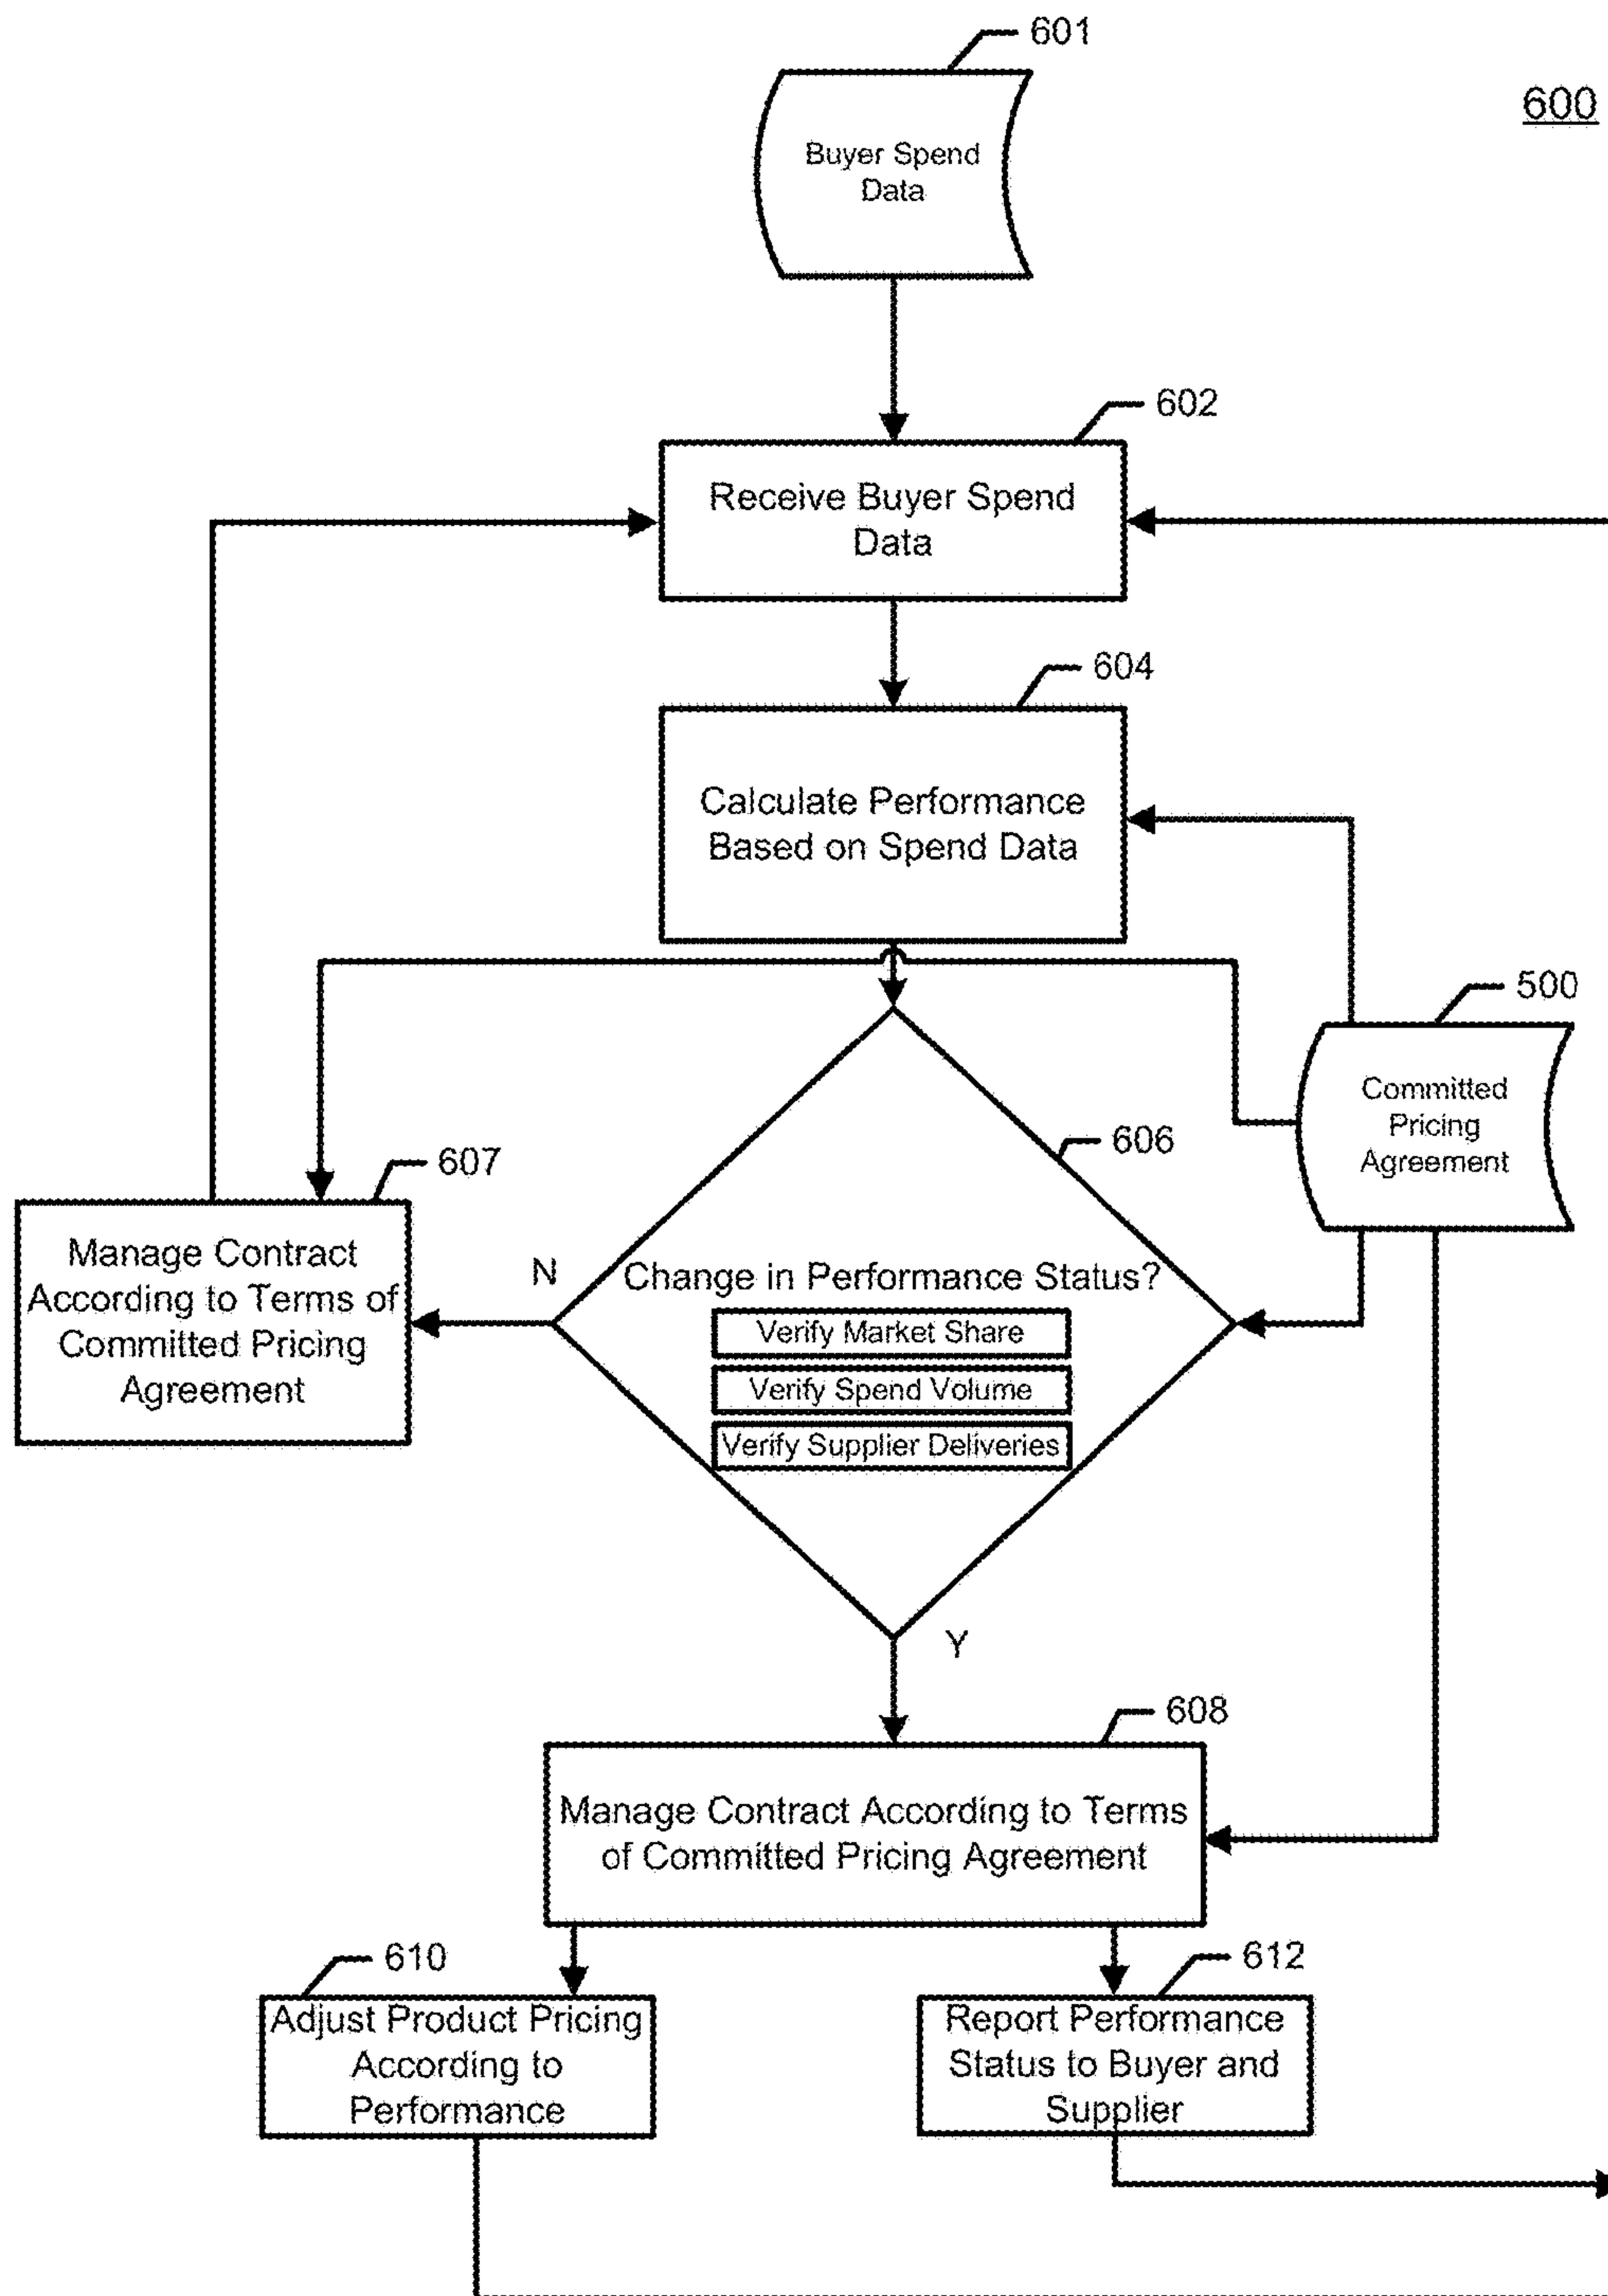 601
600
Buyer Spend
Data
602
Receive Buyer Spend
Data
604
Calculate Performance
Based on Spend Data
500
Committed
Pricing
Agreement
606
607
Manage Contract
According to Terms of
Committed Pricing
Agreement
N
Change in Performance Status?
Verify Market Share
Verify Spend Volume
Verify Supplier Deliveries
Y
608
Manage Contract According to Terms
of Committed Pricing Agreement
610
Adjust Product Pricing
According to
Performance
612
Report Performance
Status to Buyer and
Supplier